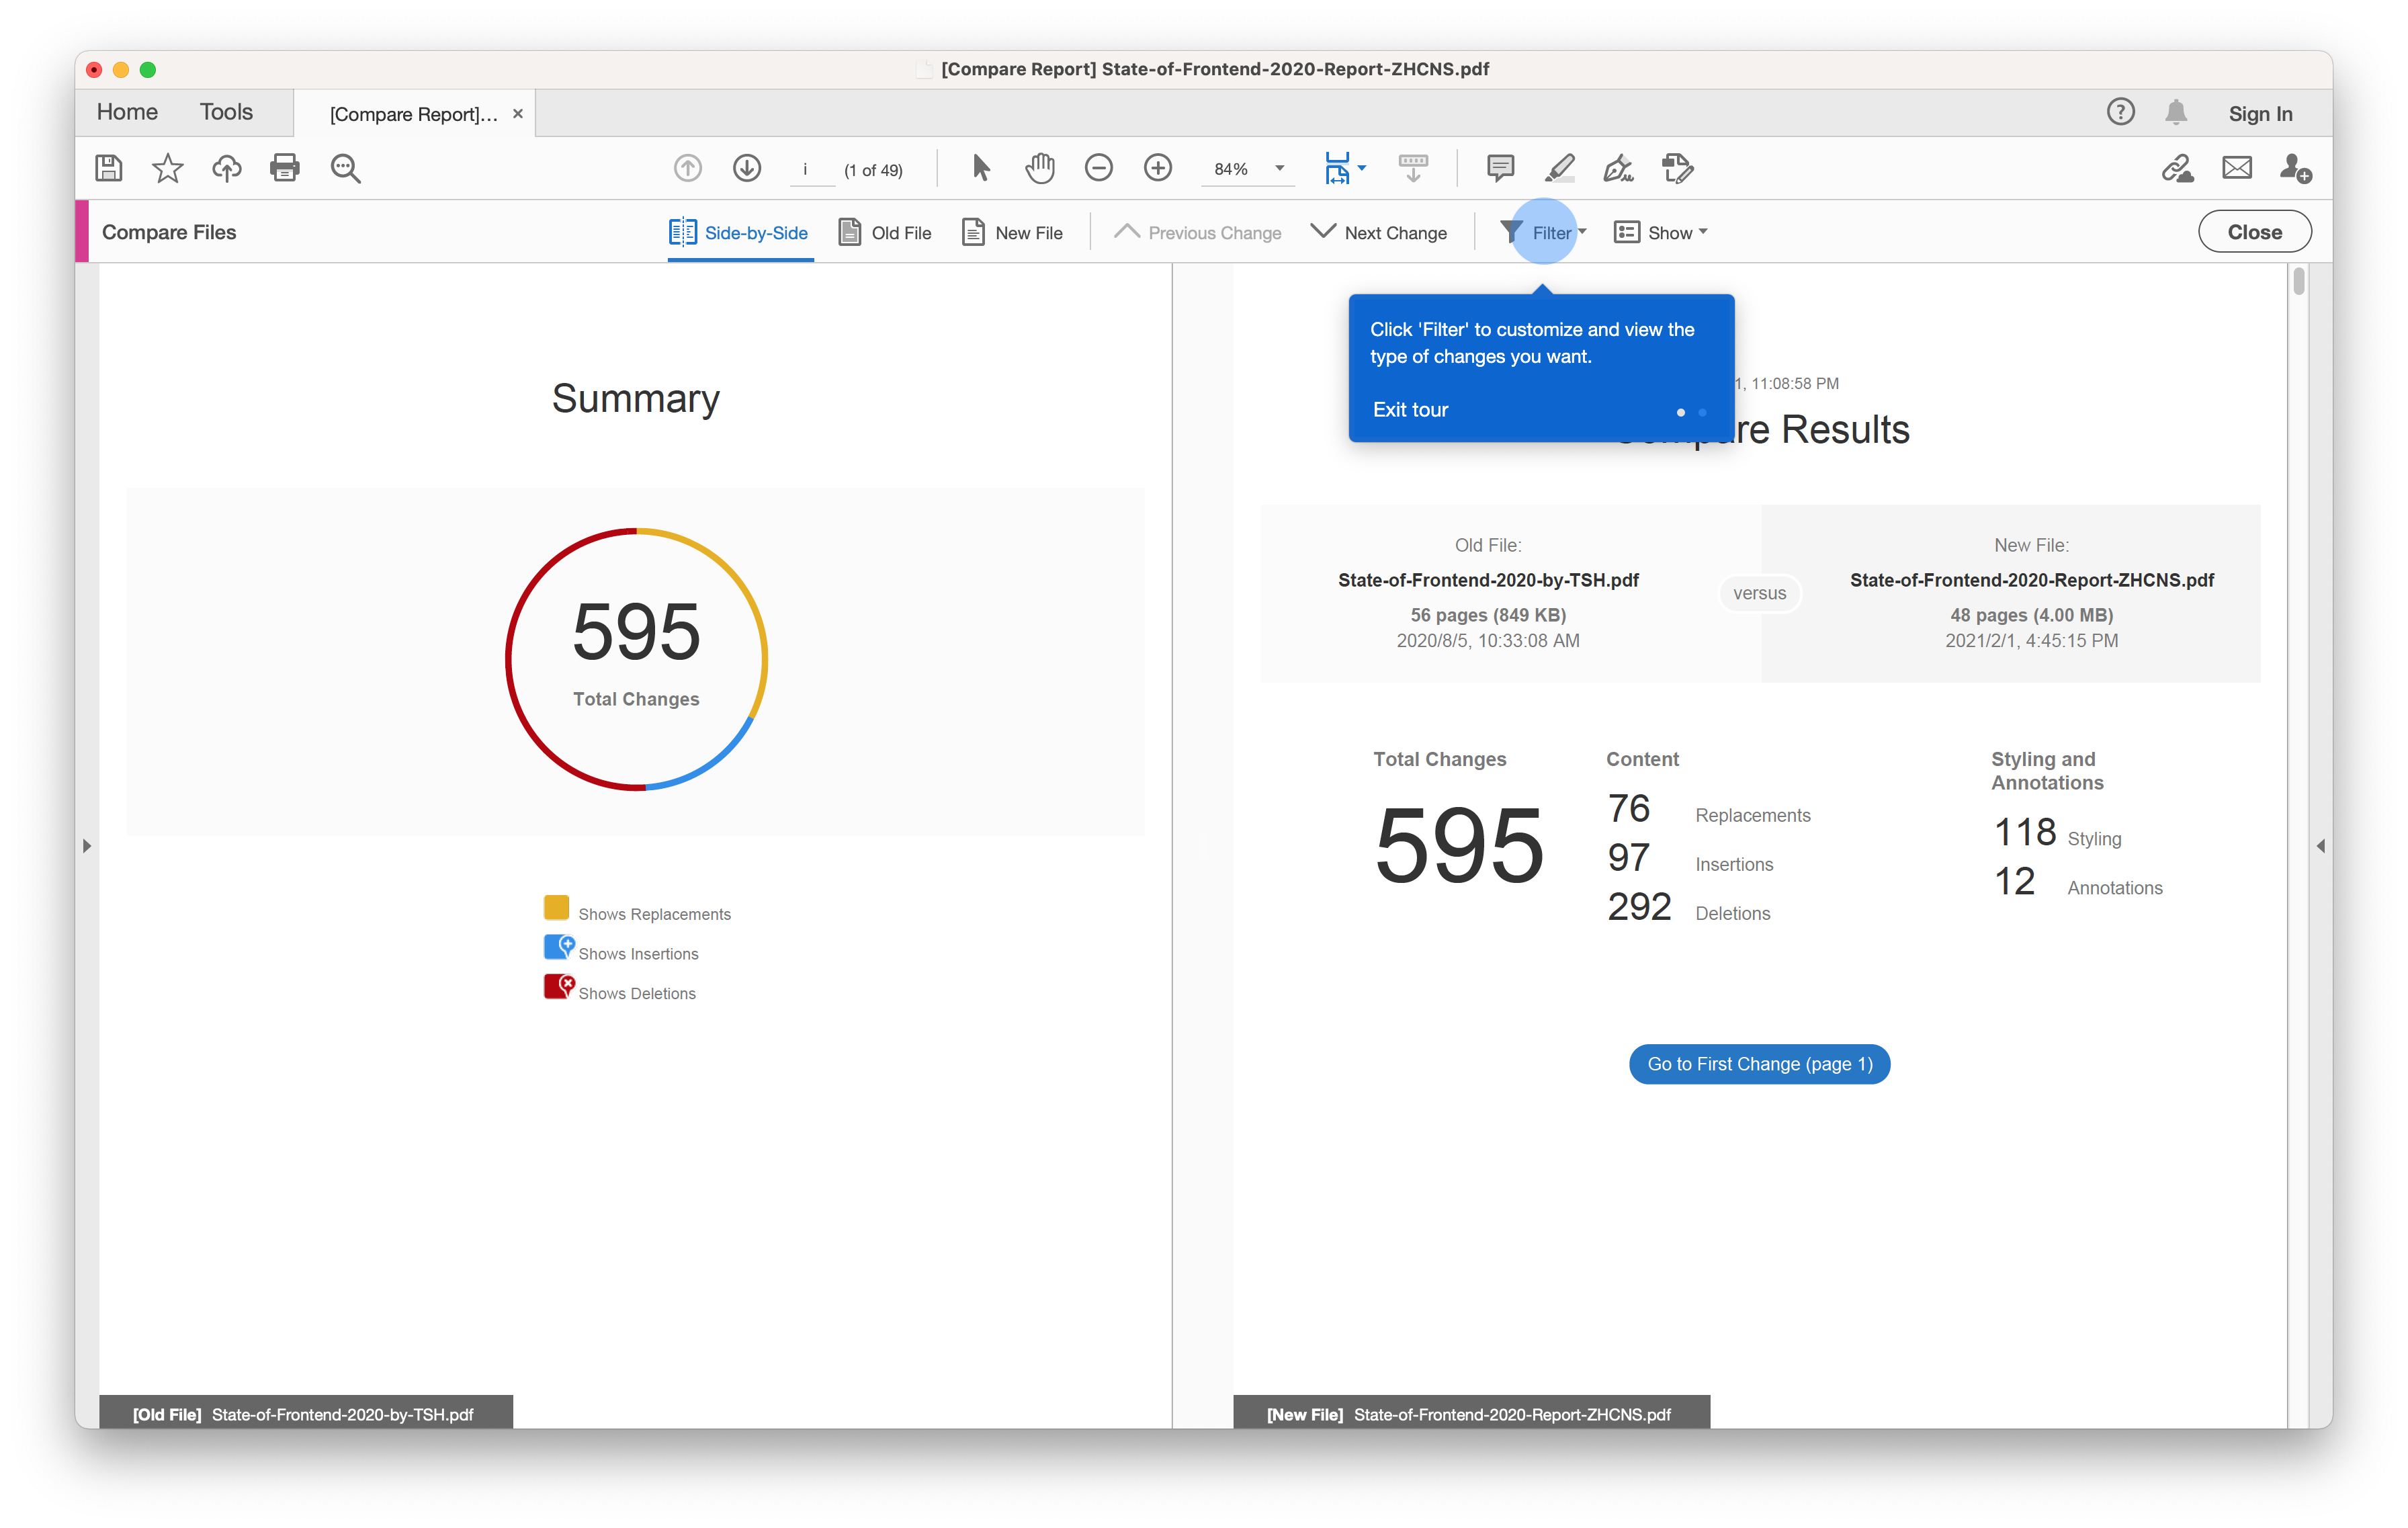 [Compare Report] State-of-Frontend-2020-Report-ZHCNS.pdf
Home Tools [Compare Report]... × ? Sign In
i (1 of 49) 84%
Compare Files Side-by-Side Old File New File Previous Change Next Change Filter Show Close
Click 'Filter' to customize and view the
type of changes you want.
Exit tour
1, 11:08:58 PM
Summary
595
Total Changes
Shows Replacements
Shows Insertions
Shows Deletions
Compare Results
Old File:
State-of-Frontend-2020-by-TSH.pdf
56 pages (849 KB)
2020/8/5, 10:33:08 AM
versus
New File:
State-of-Frontend-2020-Report-ZHCNS.pdf
48 pages (4.00 MB)
2021/2/1, 4:45:15 PM
Total Changes
595
Content
76 Replacements
97 Insertions
292 Deletions
Styling and
Annotations
118 Styling
12 Annotations
Go to First Change (page 1)
[Old File] State-of-Frontend-2020-by-TSH.pdf
[New File] State-of-Frontend-2020-Report-ZHCNS.pdf